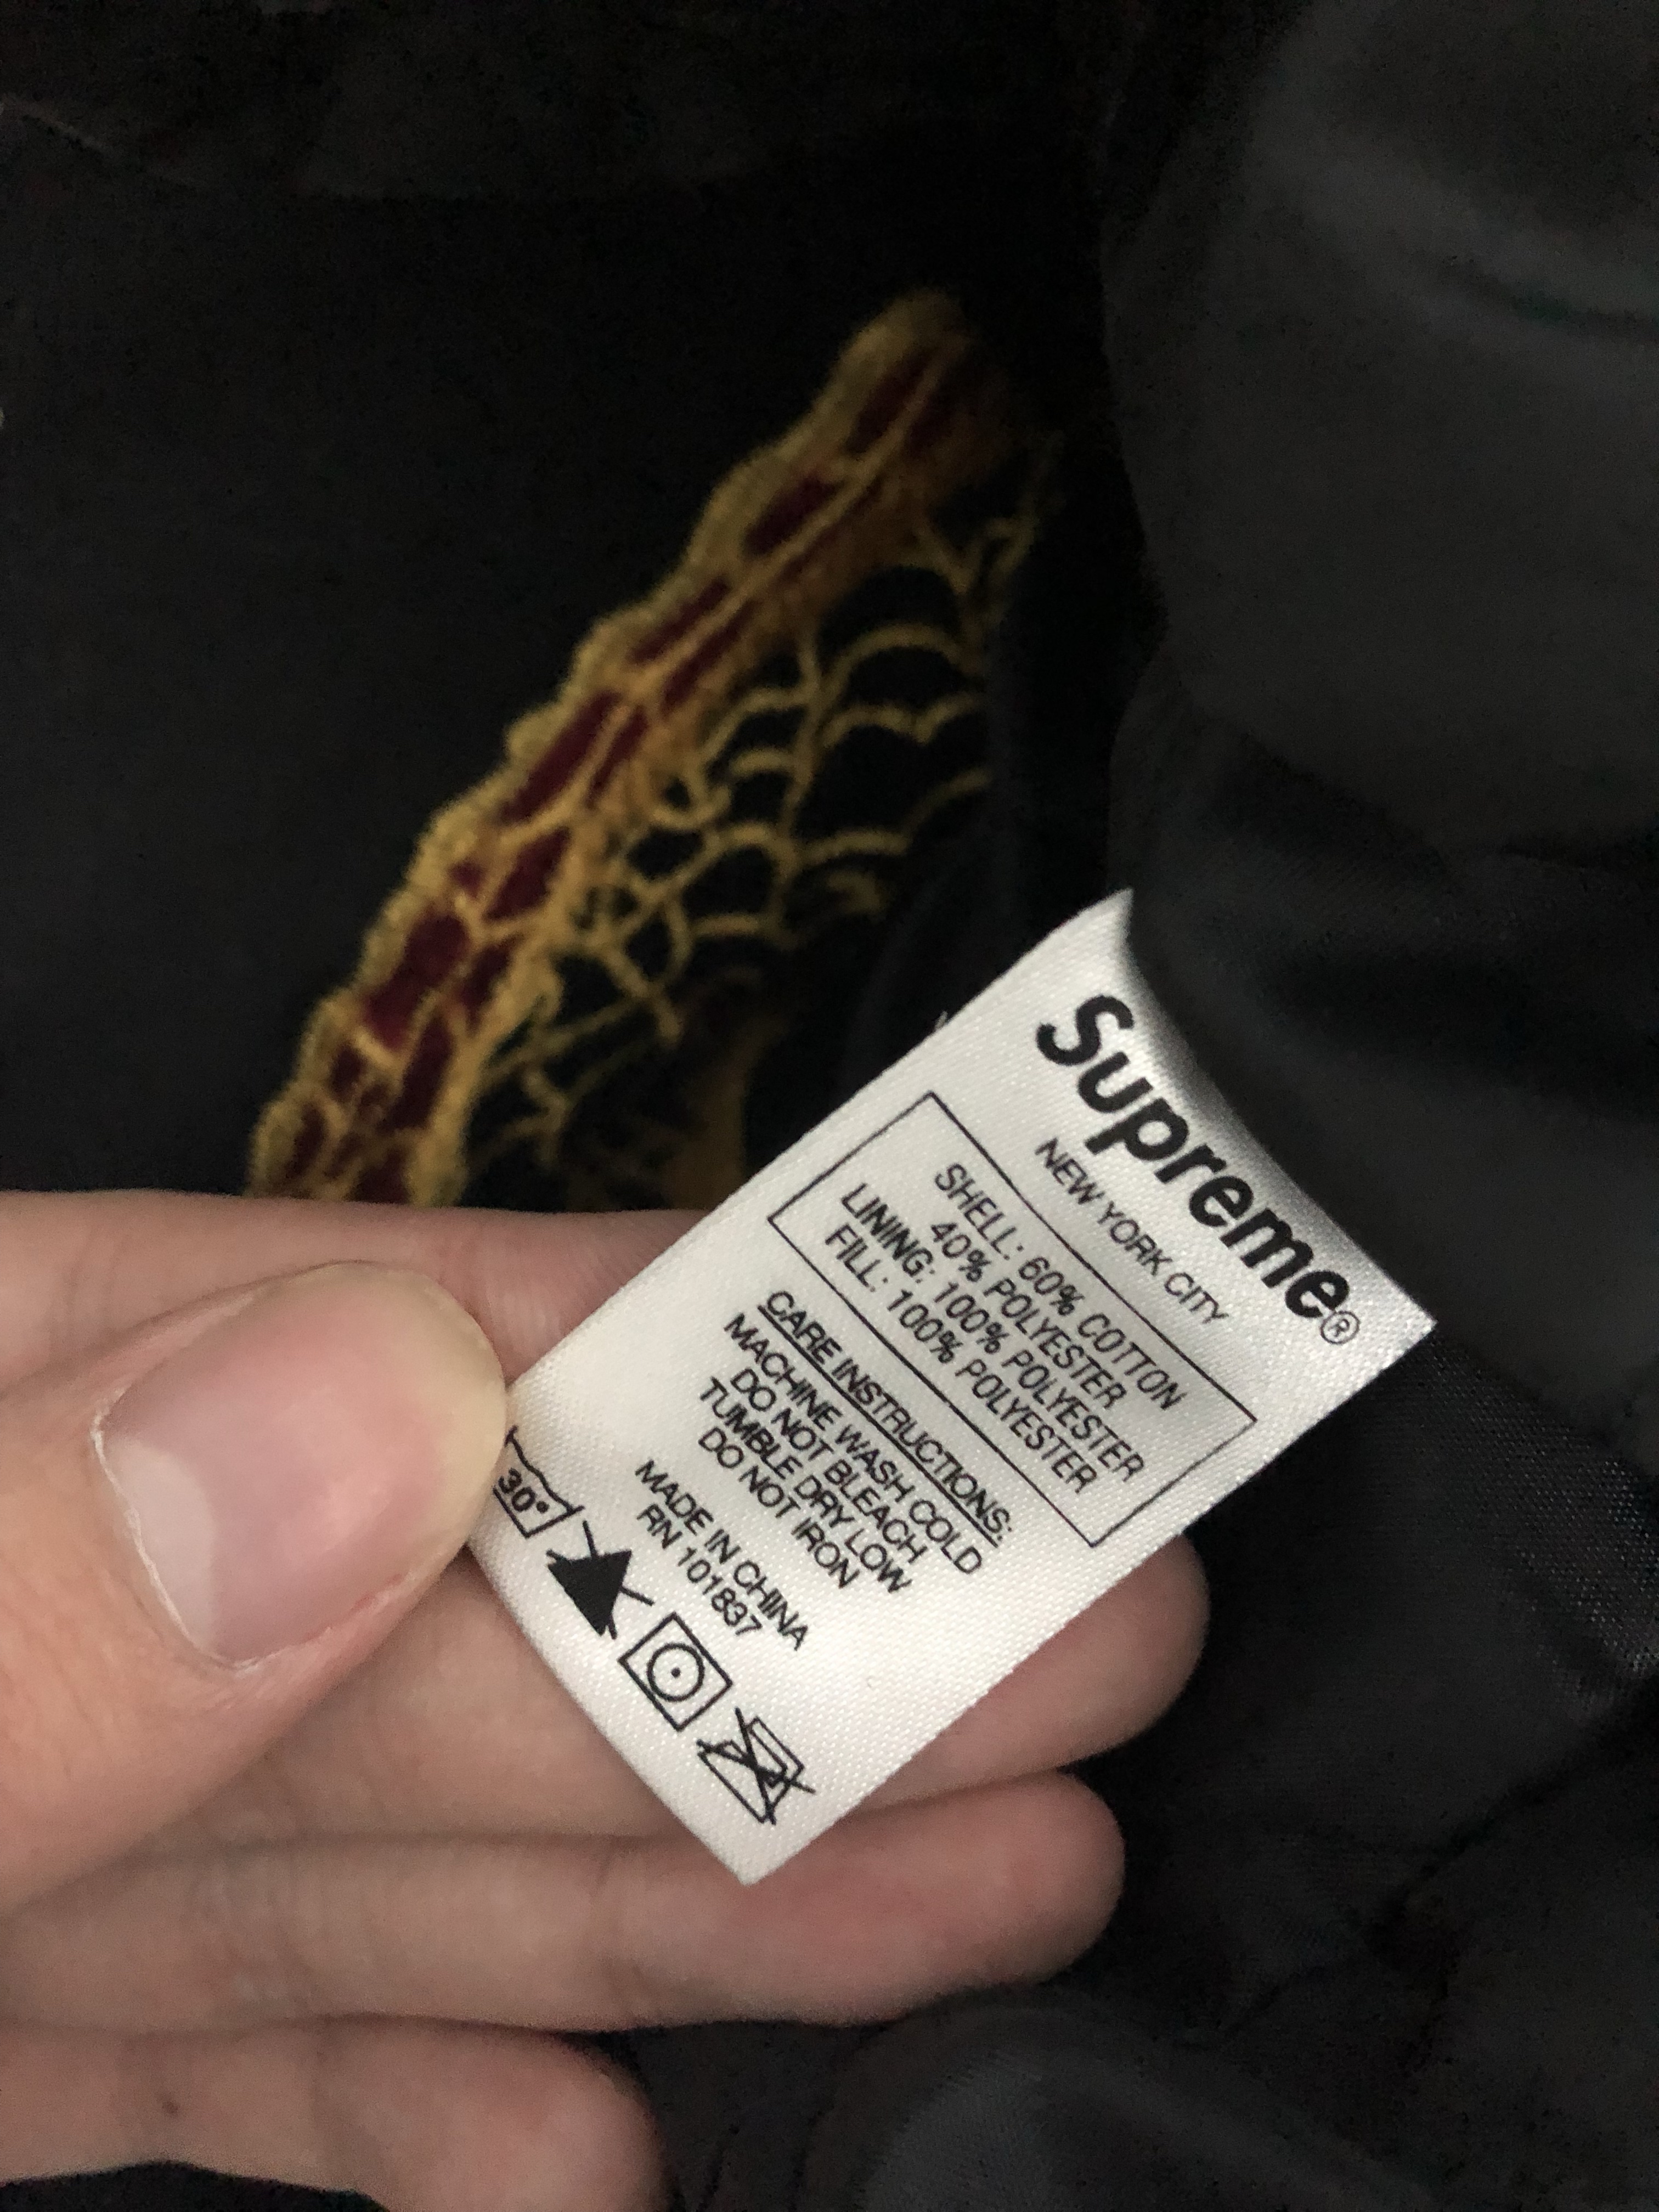 Supreme®
NEW YORK CITY
SHELL: 60% COTTON
40% POLYESTER
LINING: 100% POLYESTER
FILL: 100% POLYESTER
CARE INSTRUCTIONS:
MACHINE WASH COLD
DO NOT BLEACH
TUMBLE DRY LOW
DO NOT IRON
MADE IN CHINA
RN 101837
30°